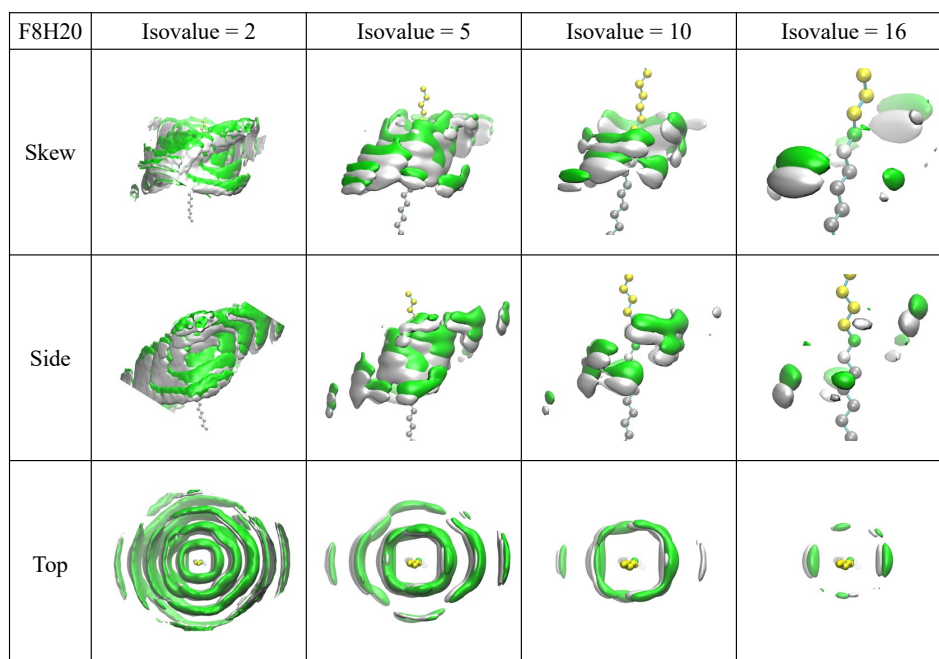 F8H20 Isovalue = 2 Isovalue = 5 Isovalue = 10 Isovalue = 16
Skew
Side
Top